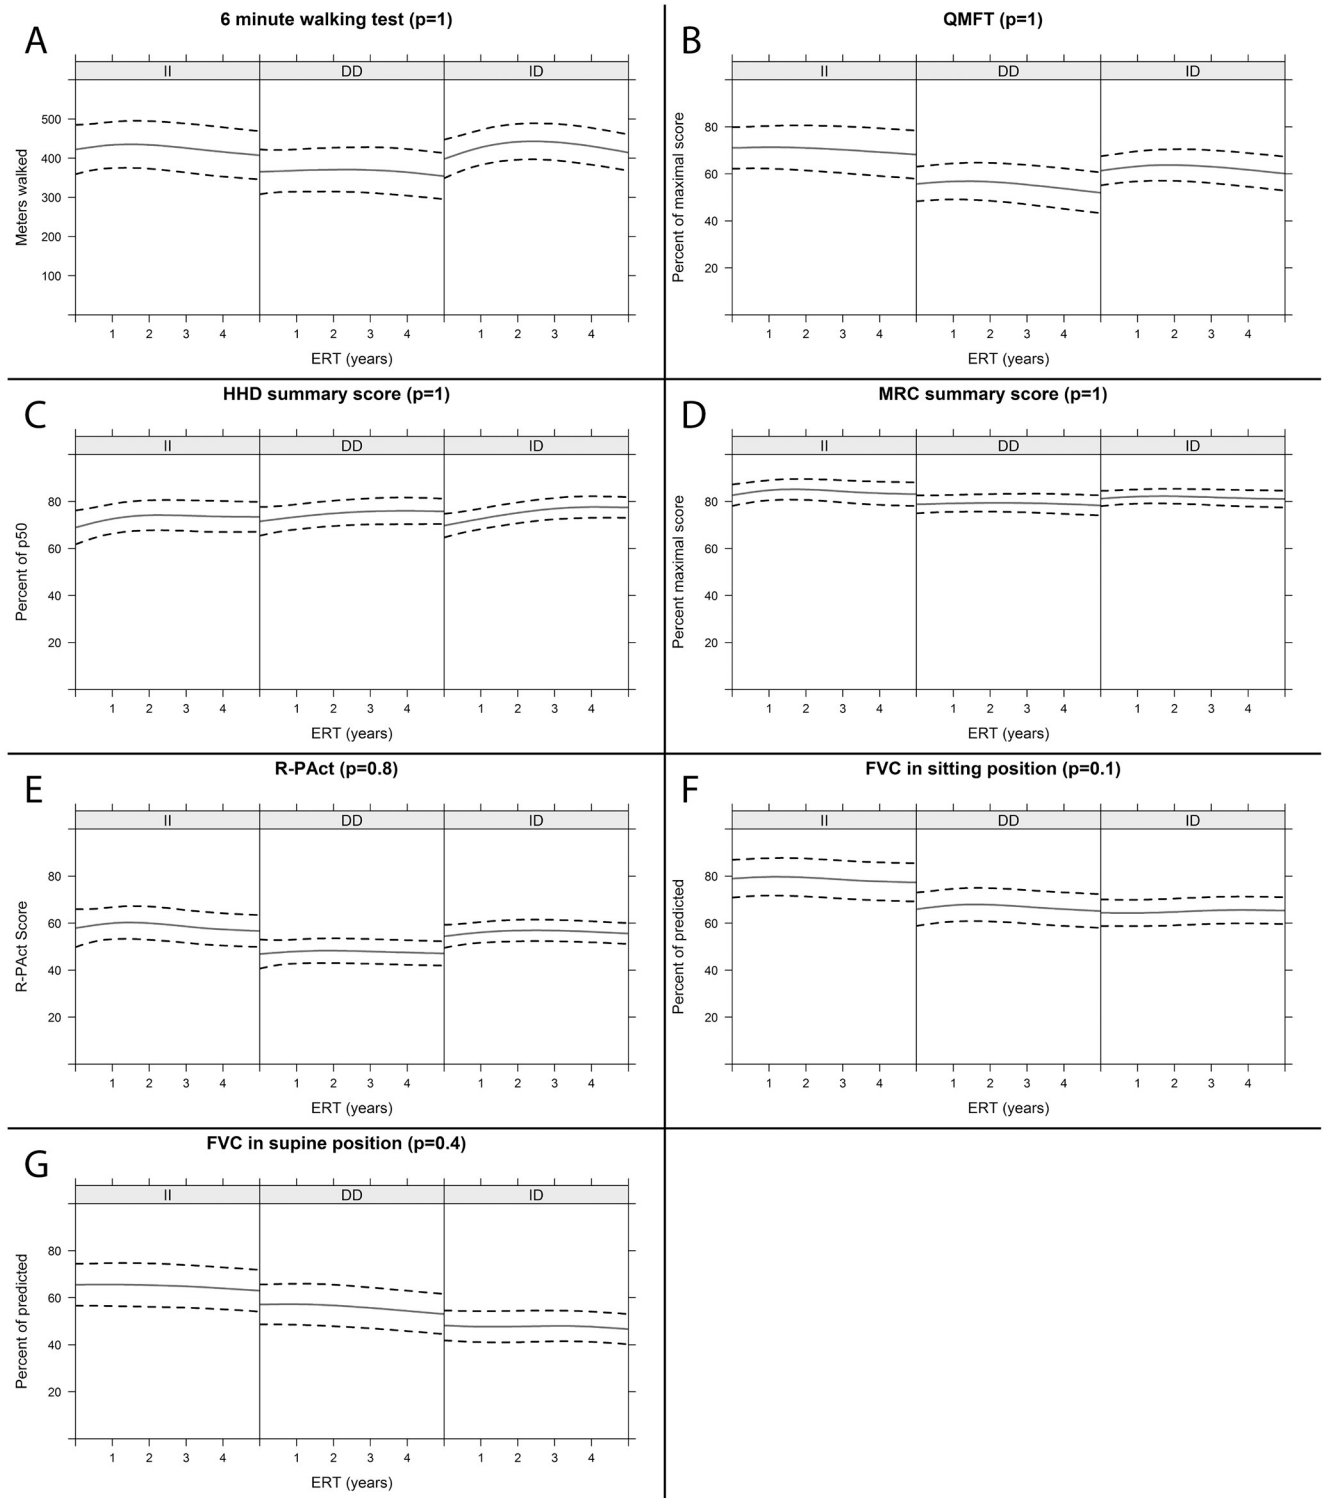 A
6 minute walking test (p=1)
II DD ID
Meters walked
500
400
300
200
100
1 2 3 4 1 2 3 4 1 2 3 4
ERT (years)
B
QMFT (p=1)
II DD ID
Percent of maximal score
80
60
40
20
1 2 3 4 1 2 3 4 1 2 3 4
ERT (years)
C
HHD summary score (p=1)
II DD ID
Percent of p50
80
60
40
20
1 2 3 4 1 2 3 4 1 2 3 4
ERT (years)
D
MRC summary score (p=1)
II DD ID
Percent maximal score
80
60
40
20
1 2 3 4 1 2 3 4 1 2 3 4
ERT (years)
E
R-PAct (p=0.8)
II DD ID
R-PAct Score
80
60
40
20
1 2 3 4 1 2 3 4 1 2 3 4
ERT (years)
F
FVC in sitting position (p=0.1)
II DD ID
Percent of predicted
80
60
40
20
1 2 3 4 1 2 3 4 1 2 3 4
ERT (years)
G
FVC in supine position (p=0.4)
II DD ID
Percent of predicted
80
60
40
20
1 2 3 4 1 2 3 4 1 2 3 4
ERT (years)